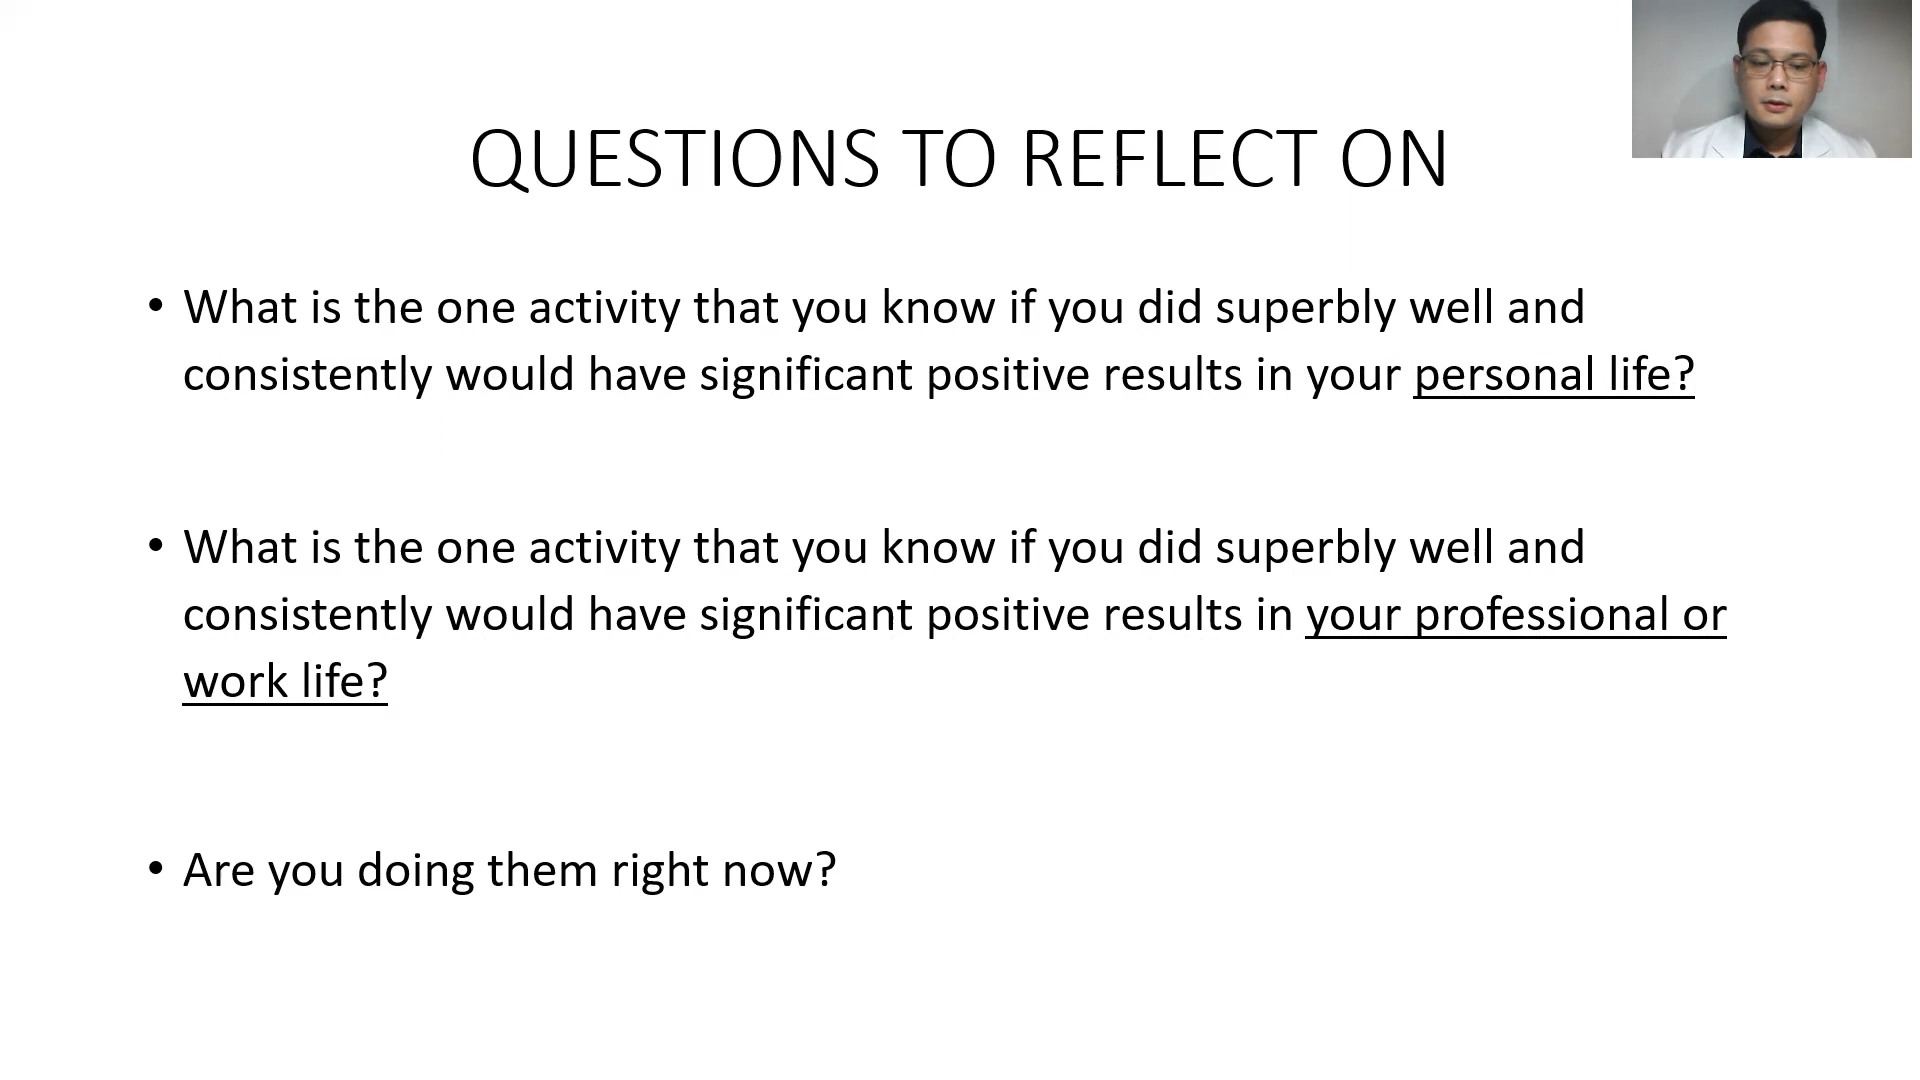 QUESTIONS TO REFLECT ON
• What is the one activity that you know if you did superbly well and
consistently would have significant positive results in your personal life?
• What is the one activity that you know if you did superbly well and
consistently would have significant positive results in your professional or
work life?
• Are you doing them right now?